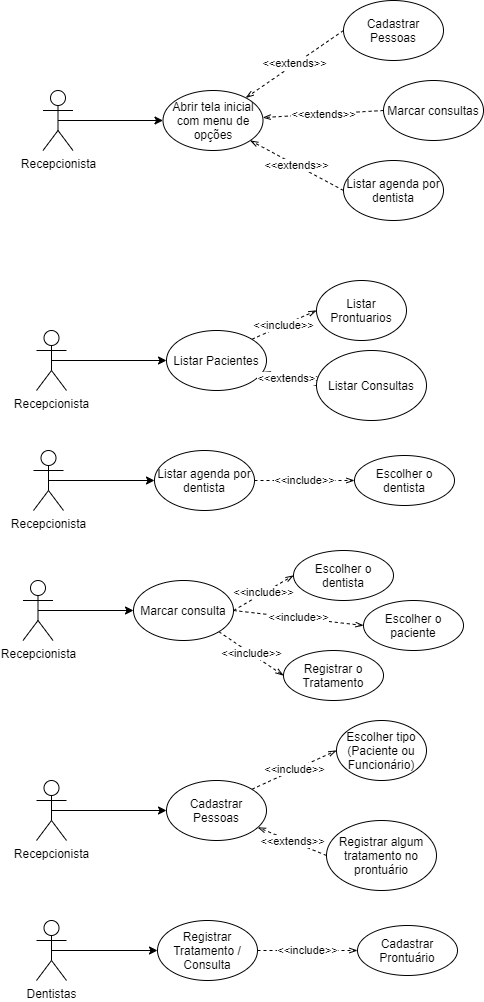 Cadastrar
Pessoas
<<extends>>
Abrir tela inicial
com menu de
opções
<<extends>>
Marcar consultas
Recepcionista
<<extends>>
Listar agenda por
dentista
Listar
Prontuarios
<<include>>
Listar Pacientes
<<extends>>
Listar Consultas
Recepcionista
Listar agenda por
dentista
<<include>>
Escolher o
dentista
Recepcionista
Escolher o
dentista
<<include>>
Marcar consulta
<<include>>
Escolher o
paciente
Recepcionista
<<include>>
Registrar o
Tratamento
Escolher tipo
(Paciente ou
Funcionário)
<<include>>
Cadastrar
Pessoas
<<extends>>
Registrar algum
tratamento no
prontuário
Recepcionista
Registrar
Tratamento /
Consulta
<<include>>
Cadastrar
Prontuário
Dentistas